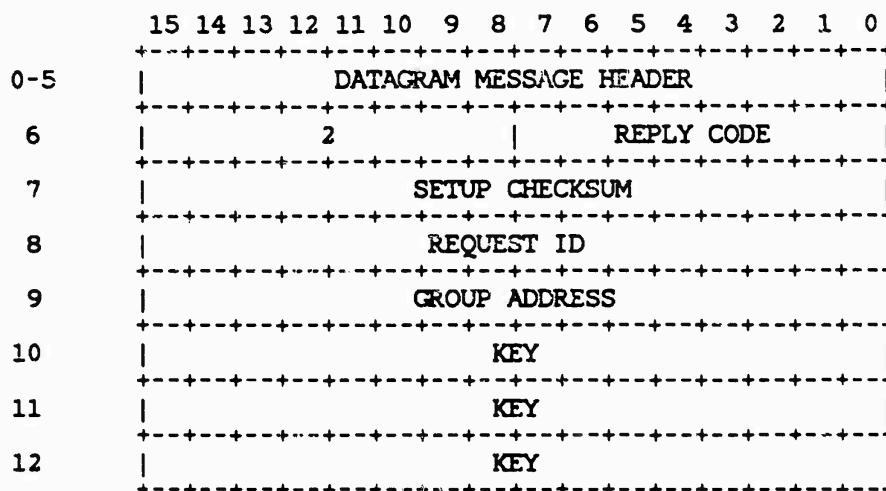 15 14 13 12 11 10 9 8 7 6 5 4 3 2 1 0
+--+--+--+--+--+--+--+--+--+--+--+--+--+--+--+--+
0-5 | DATAGRAM MESSAGE HEADER |
+--+--+--+--+--+--+--+--+--+--+--+--+--+--+--+--+
6 | 2 | REPLY CODE |
+--+--+--+--+--+--+--+--+--+--+--+--+--+--+--+--+
7 | SETUP CHECKSUM |
+--+--+--+--+--+--+--+--+--+--+--+--+--+--+--+--+
8 | REQUEST ID |
+--+--+--+--+--+--+--+--+--+--+--+--+--+--+--+--+
9 | GROUP ADDRESS |
+--+--+--+--+--+--+--+--+--+--+--+--+--+--+--+--+
10 | KEY |
+--+--+--+--+--+--+--+--+--+--+--+--+--+--+--+--+
11 | KEY |
+--+--+--+--+--+--+--+--+--+--+--+--+--+--+--+--+
12 | KEY |
+--+--+--+--+--+--+--+--+--+--+--+--+--+--+--+--+